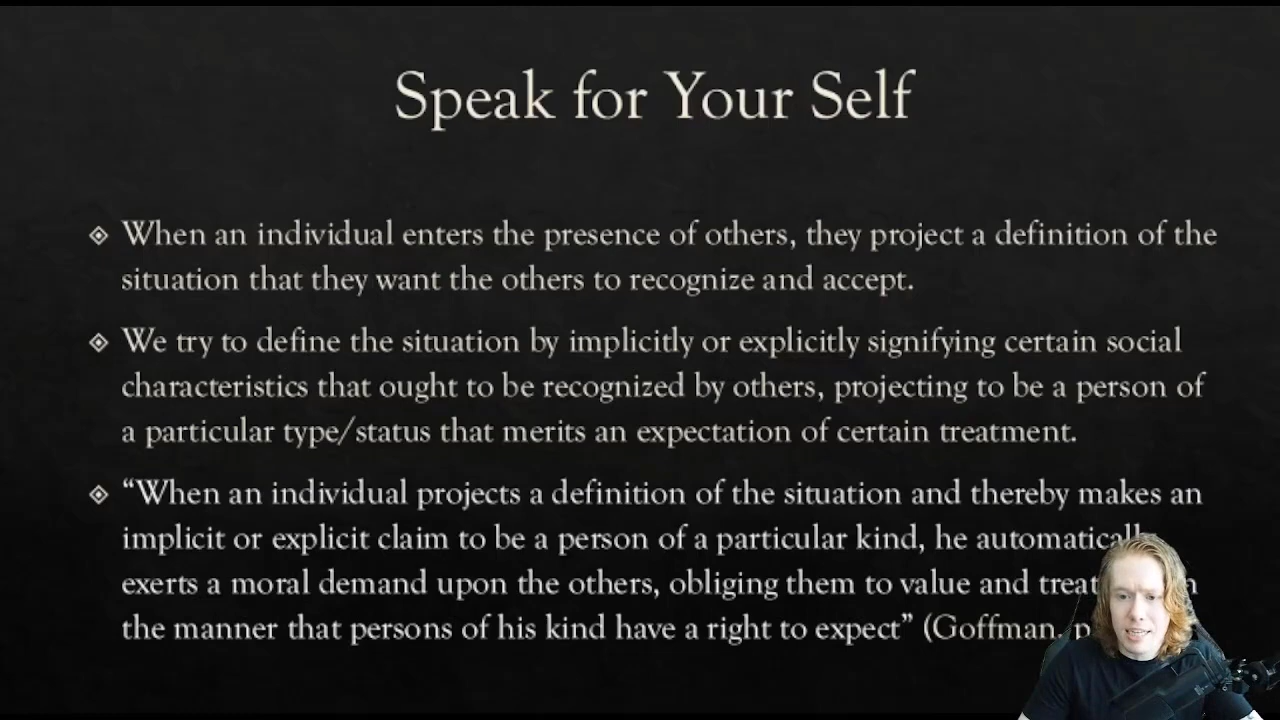 Speak for Your Self
When an individual enters the presence of others, they project a definition of the
situation that they want the others to recognize and accept.
We try to define the situation by implicitly or explicitly signifying certain social
characteristics that ought to be recognized by others, projecting to be a person of
a particular type/status that merits an expectation of certain treatment.
“When an individual projects a definition of the situation and thereby makes an
implicit or explicit claim to be a person of a particular kind, he automatically
exerts a moral demand upon the others, obliging them to value and treat
the manner that persons of his kind have a right to expect” (Goffman, p